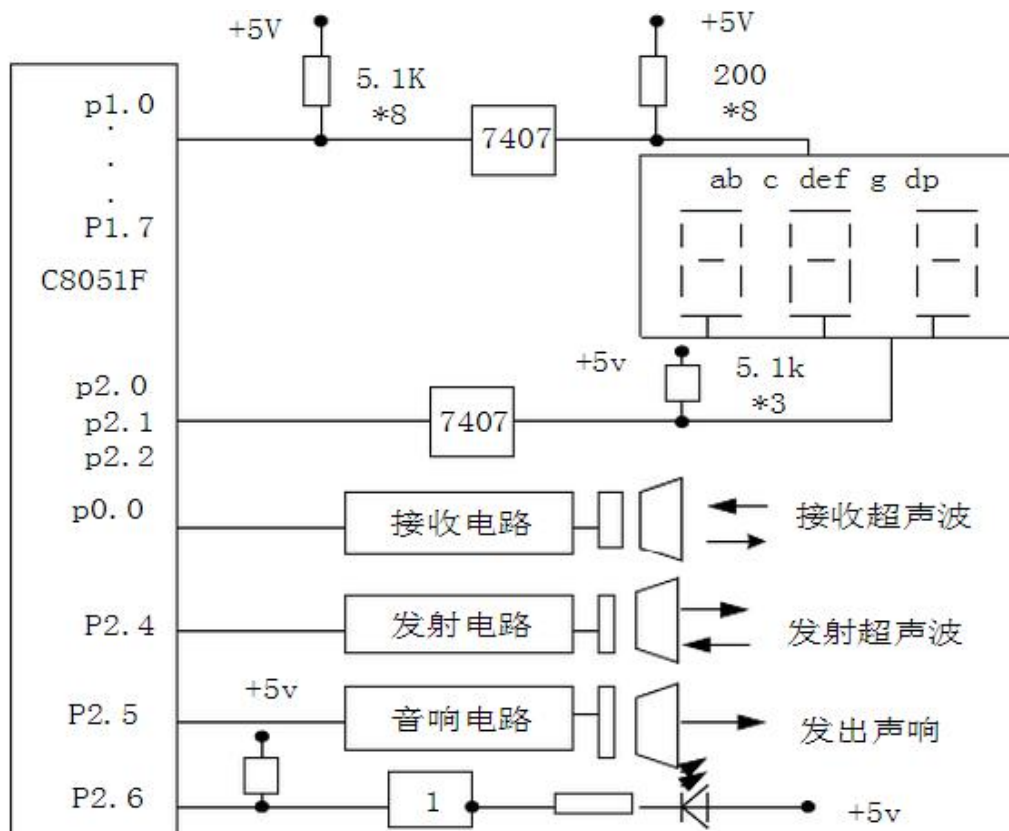 +5V
+5V
p1.0
5.1K
200
*8
*8
7407
.
.
.
ab c def g dp
P1.7
C8051F
+5v
5.1k
*3
p2.0
p2.1
7407
p2.2
p0.0
接收电路
接收超声波
P2.4
发射电路
发射超声波
+5v
P2.5
音响电路
发出声响
P2.6
1
+5v